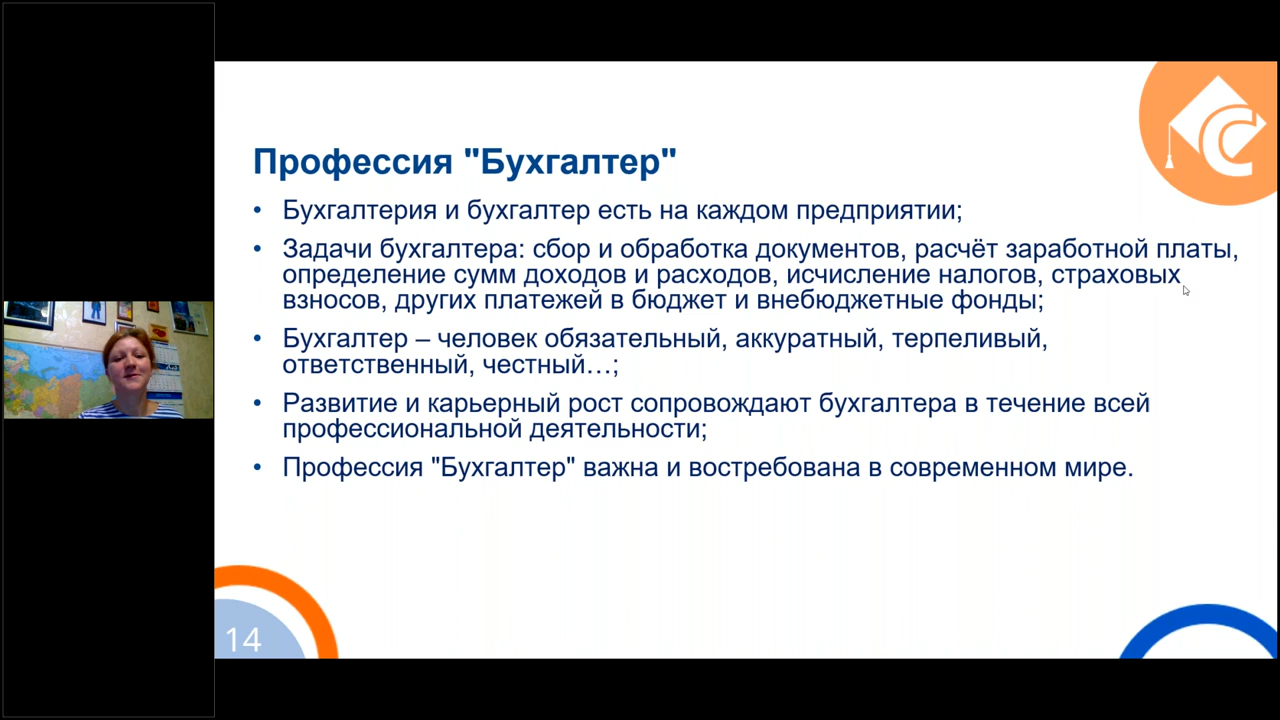 Профессия "Бухгалтер"
• Бухгалтерия и бухгалтер есть на каждом предприятии;
• Задачи бухгалтера: сбор и обработка документов, расчёт заработной платы,
определение сумм доходов и расходов, исчисление налогов, страховых
взносов, других платежей в бюджет и внебюджетные фонды;
• Бухгалтер – человек обязательный, аккуратный, терпеливый,
ответственный, честный…;
• Развитие и карьерный рост сопровождают бухгалтера в течение всей
профессиональной деятельности;
• Профессия "Бухгалтер" важна и востребована в современном мире.
14